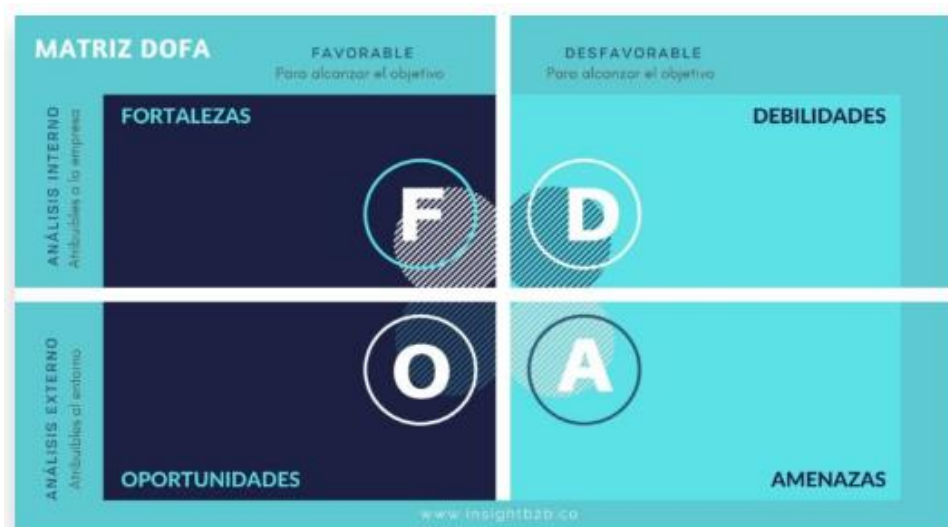 MATRIZ DOFA
FAVORABLE
Para alcanzar el objetivo
DESFAVORABLE
Para alcanzar el objetivo
ANÁLISIS INTERNO
Atribuibles a la empresa
FORTALEZAS
F
DEBILIDADES
D
ANÁLISIS EXTERNO
Atribuibles al entorno
O
OPORTUNIDADES
A
AMENAZAS
www.insightb2b.co